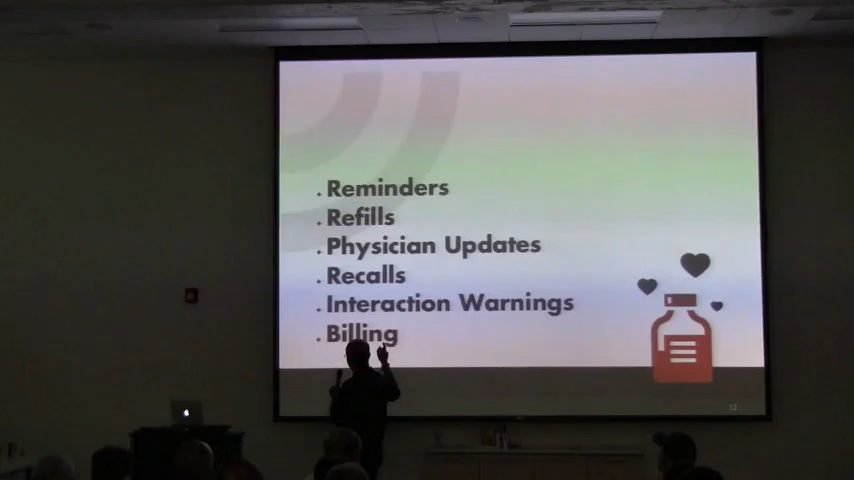 . Reminders
. Refills
. Physician Updates
. Recalls
. Interaction Warnings
. Billing